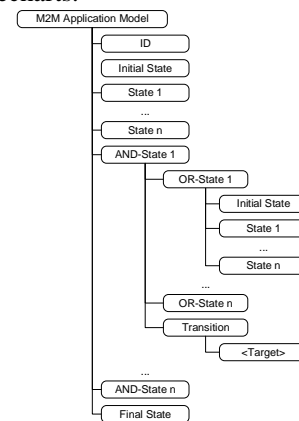 M2M Application Model
ID
Initial State
State 1
...
State n
AND-State 1
OR-State 1
Initial State
State 1
...
State n
...
OR-State n
Transition
<Target>
...
AND-State n
Final State